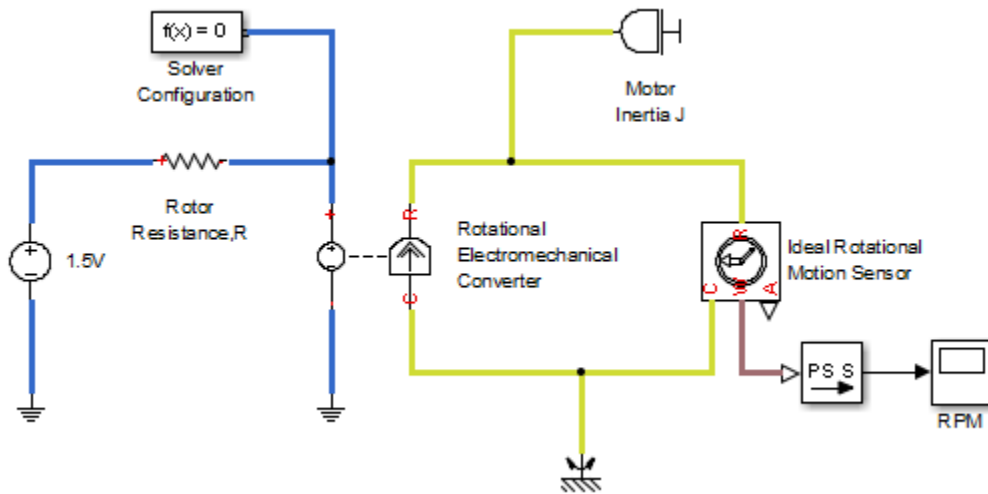 f(x) = 0
Solver
Configuration
Motor
Inertia J
+
Rotor
Resistance,R
1.5V
+
-
R
C
Rotational
Electromechanical
Converter
R
C
W
A
Ideal Rotational
Motion Sensor
PS S
RPM